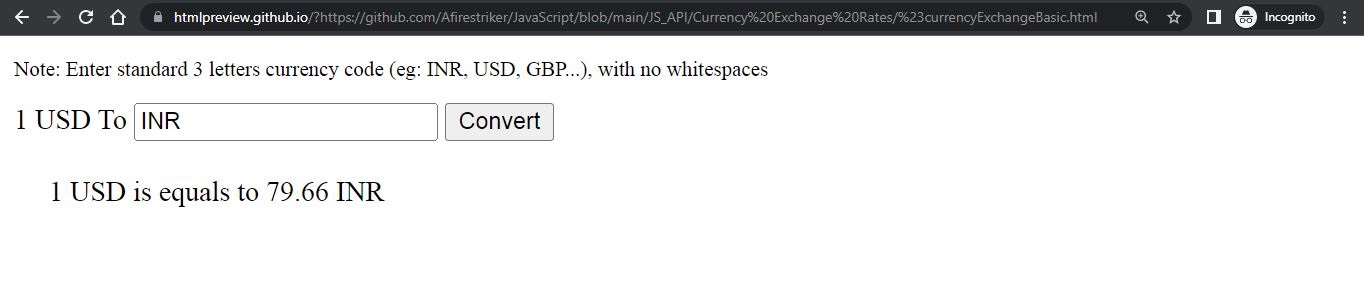 htmlpreview.github.io/?https://github.com/Afirestriker/JavaScript/blob/main/JS_API/Currency%20Exchange%20Rates/%23currencyExchangeBasic.html Incognito
Note: Enter standard 3 letters currency code (eg: INR, USD, GBP...), with no whitespaces
1 USD To INR Convert
1 USD is equals to 79.66 INR